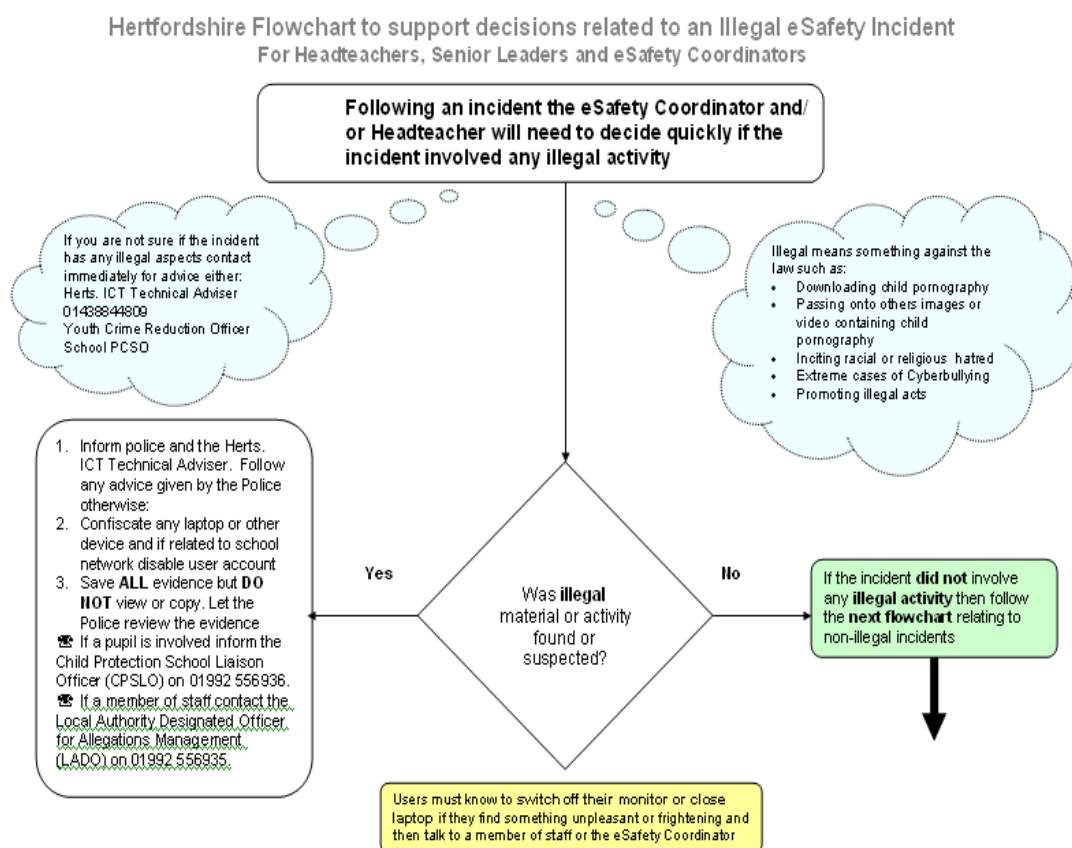 Hertfordshire Flowchart to support decisions related to an Illegal eSafety Incident
For Headteachers, Senior Leaders and eSafety Coordinators
Following an incident the eSafety Coordinator and/
or Headteacher will need to decide quickly if the
incident involved any illegal activity
If you are not sure if the incident
has any illegal aspects contact
immediately for advice either:
Herts. ICT Technical Adviser
01438844809
Youth Crime Reduction Officer
School PCSO
Illegal means something against the
law such as:
• Downloading child pornography
• Passing onto others images or
video containing child
pornography
• Inciting racial or religious hatred
• Extreme cases of Cyberbullying
• Promoting illegal acts
1. Inform police and the Herts.
ICT Technical Adviser. Follow
any advice given by the Police
otherwise:
2. Confiscate any laptop or other
device and if related to school
network disable user account
3. Save ALL evidence but DO
NOT view or copy. Let the
Police review the evidence
☎ If a pupil is involved inform the
Child Protection School Liaison
Officer (CPSLO) on 01992 556936.
☎ If a member of staff contact the
Local Authority Designated Officer
for Allegations Management
(LADO) on 01992 556935.
Yes
Was illegal
material or activity
found or
suspected?
No
If the incident did not involve
any illegal activity then follow
the next flowchart relating to
non-illegal incidents
Users must know to switch off their monitor or close
laptop if they find something unpleasant or frightening and
then talk to a member of staff or the eSafety Coordinator